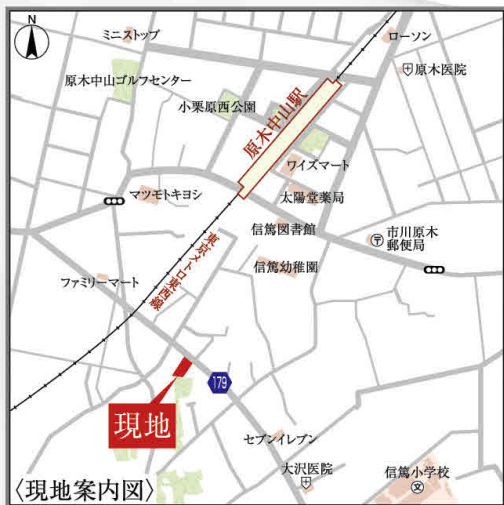 N
ミニストップ
ローソン
原木医院
原木中山ゴルフセンター
小栗原西公園
原木中山駅
ワイズマート
マツモトキヨシ
太陽堂薬局
信篤図書館
市川原木
郵便局
東京メトロ東西線
信篤幼稚園
ファミリーマート
179
現地
セブンイレブン
大沢医院
信篤小学校
文
〈現地案内図〉